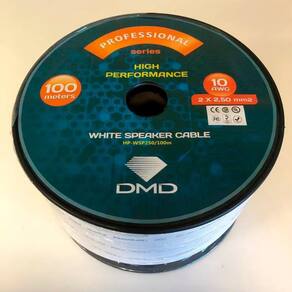 PROFESSIONAL
series
HIGH
PERFORMANCE
100
meters
10
AWG
2 X 2,50 mm2
WHITE SPEAKER CABLE
HP-WSP250/100m
DMD